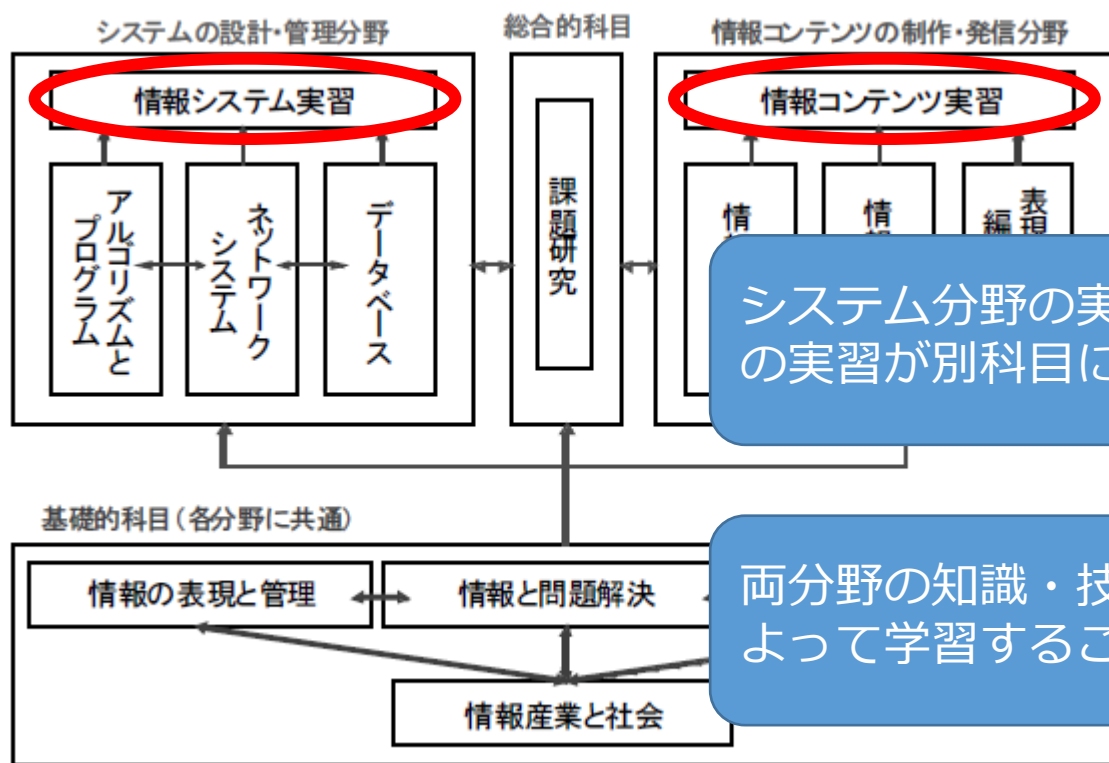 システムの設計・管理分野
総合的科目
情報コンテンツの制作・発信分野
情報システム実習
情報コンテンツ実習
アルゴリズムと
プログラム
ネットワーク
システム
データベース
課題研究
情
情
表現
編
システム分野の実
の実習が別科目に
基礎的科目(各分野に共通)
情報の表現と管理
情報と問題解決
両分野の知識・技
よって学習するこ
情報産業と社会